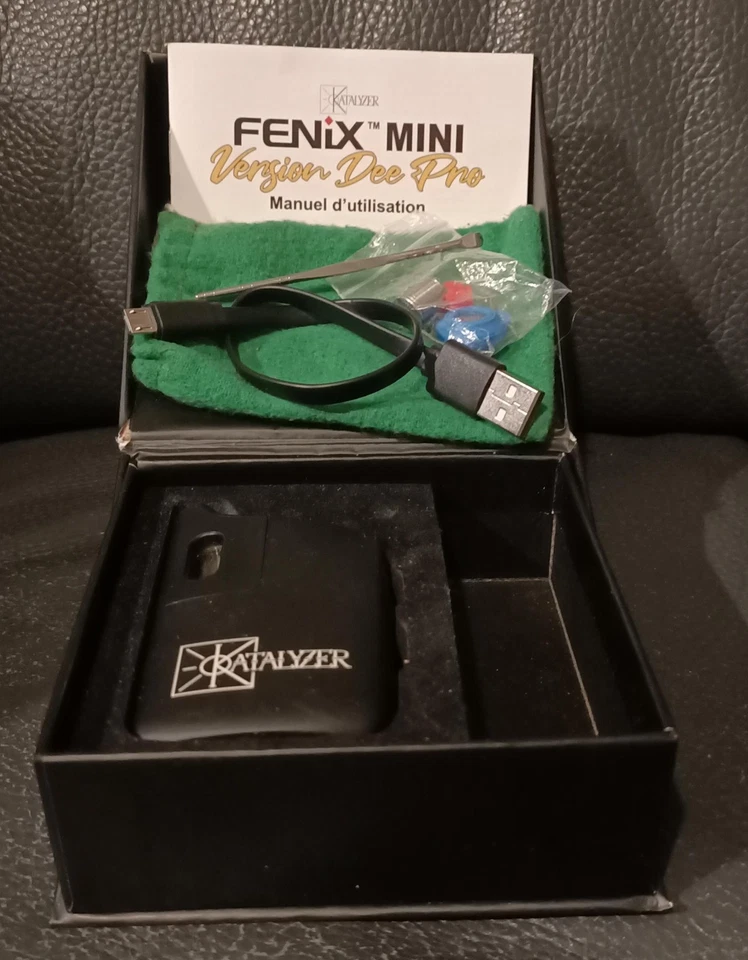 KATALYZER
FENiX™ MINI
Version Dee Pro
Manuel d'utilisation
KATALYZER